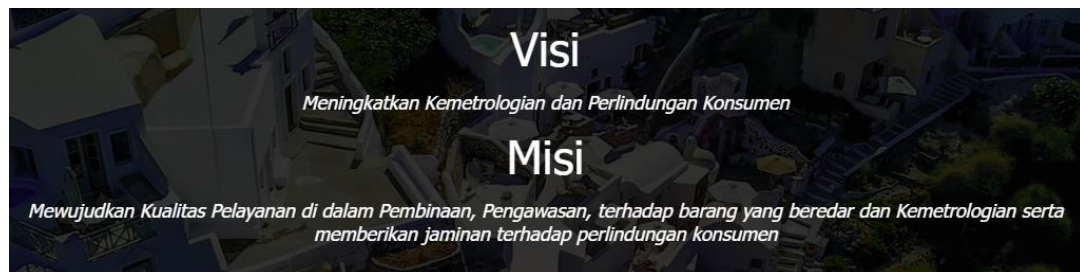 Visi
Meningkatkan Kemetrologian dan Perlindungan Konsumen
Misi
Mewujudkan Kualitas Pelayanan di dalam Pembinaan, Pengawasan, terhadap barang yang beredar dan Kemetrologian serta
memberikan jaminan terhadap perlindungan konsumen